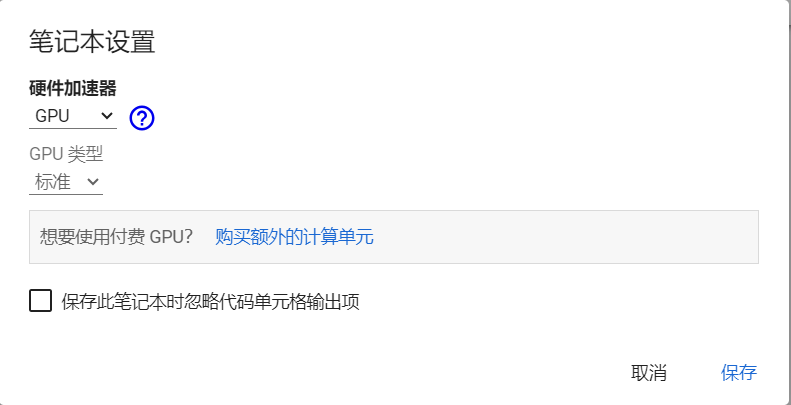 笔记本设置
硬件加速器
GPU
GPU 类型
标准
想要使用付费 GPU? 购买额外的计算单元
保存此笔记本时忽略代码单元格输出项
取消 保存